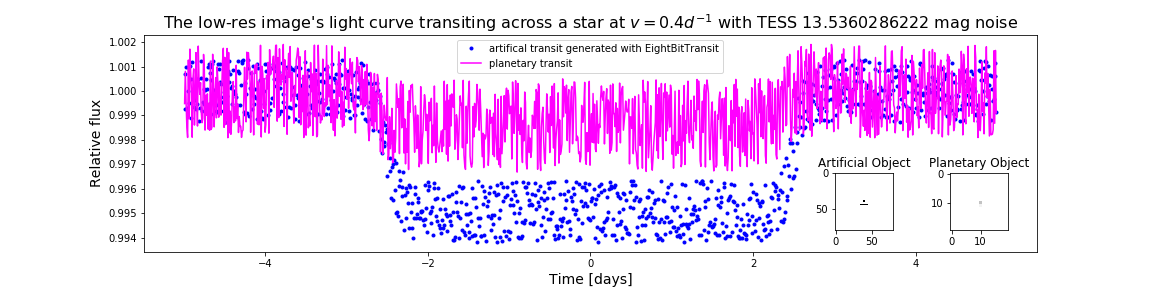 The low-res image's light curve transiting across a star at v = 0.4d⁻¹ with TESS 13.5360286222 mag noise
artifical transit generated with EightBitTransit
planetary transit
Relative flux
1.002
1.001
1.000
0.999
0.998
0.997
0.996
0.995
0.994
Artificial Object
0
50
0 50
Planetary Object
0
10
0 10
−4 −2 0 2 4
Time [days]